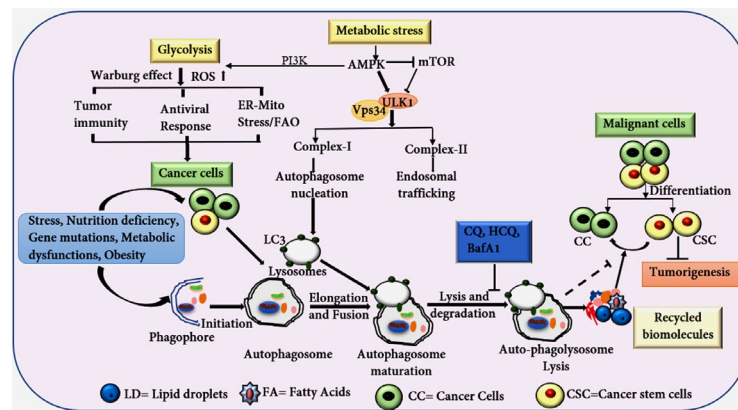 Metabolic stress
Glycolysis
PI3K
AMPK
mTOR
Warburg effect
ROS
Vps34
ULK1
Tumor
immunity
Antiviral
Response
ER-Mito
Stress/FAO
Complex-I
Complex-II
Malignant cells
Cancer cells
Autophagosome
nucleation
Endosomal
trafficking
Differentiation
Stress, Nutrition deficiency,
Gene mutations, Metabolic
dysfunctions, Obesity
LC3
CQ, HCQ,
BafA1
CC
CSC
Lysosomes
Tumorigenesis
Elongation
and Fusion
Lysis and
degradation
Initiation
Phagophore
Recycled
biomolecules
Autophagosome
Autophagosome
maturation
Auto-phagolysosome
Lysis
LD= Lipid droplets
FA= Fatty Acids
CC= Cancer Cells
CSC=Cancer stem cells